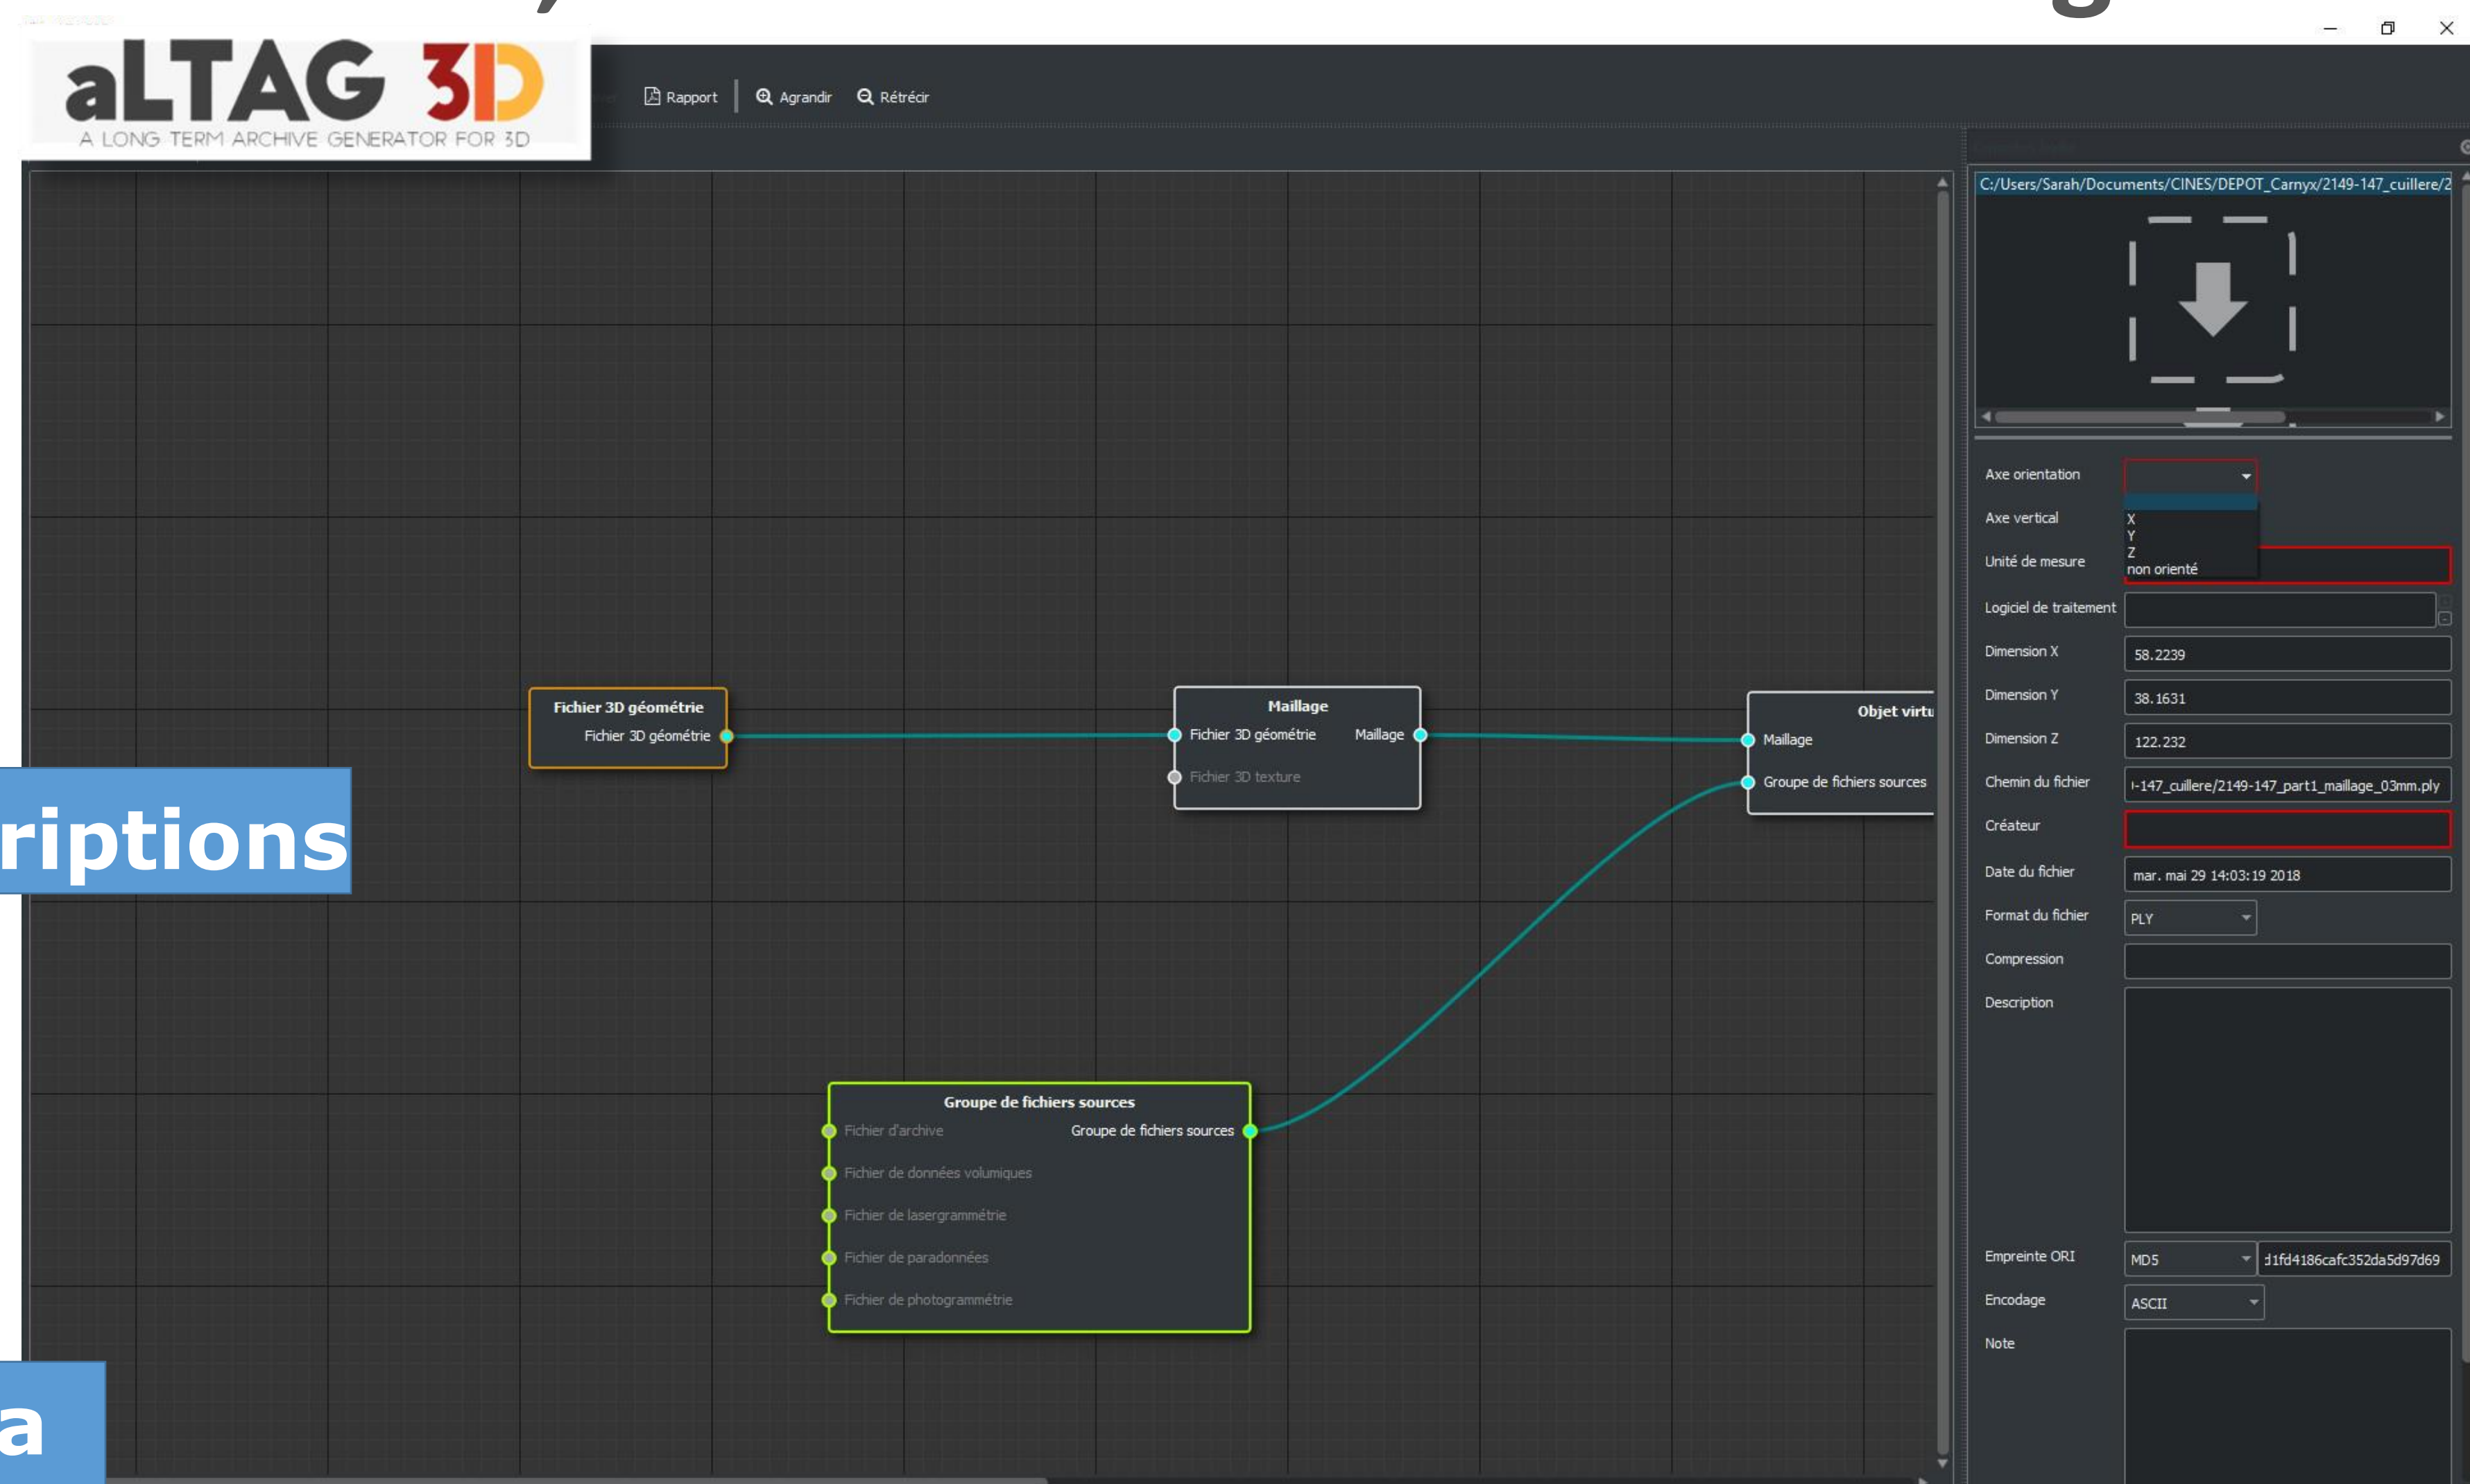 aLTAG 3D
A LONG TERM ARCHIVE GENERATOR FOR 3D
Rapport Agrandir Rétrécir
C:/Users/Sarah/Documents/CINES/DEPOT_Carnyx/2149-147_cuillere/2
Axe orientation
Axe vertical
X
Y
Z
non orienté
Unité de mesure
Logiciel de traitement
Dimension X 58.2239
Dimension Y 38.1631
Dimension Z 122.232
Chemin du fichier -147_cuillere/2149-147_part1_maillage_03mm.ply
Créateur
Date du fichier mar. mai 29 14:03:19 2018
Format du fichier PLY
Compression
Description
Empreinte ORI MD5 d1fd4186cafc352da5d97d69
Encodage ASCII
Note
Fichier 3D géométrie
Fichier 3D géométrie
Maillage
Fichier 3D géométrie Maillage
Fichier 3D texture
Objet virtu
Maillage
Groupe de fichiers sources
riptions
Groupe de fichiers sources
Fichier d'archive Groupe de fichiers sources
Fichier de données volumiques
Fichier de lasergrammétrie
Fichier de paradonnées
Fichier de photogrammétrie
a